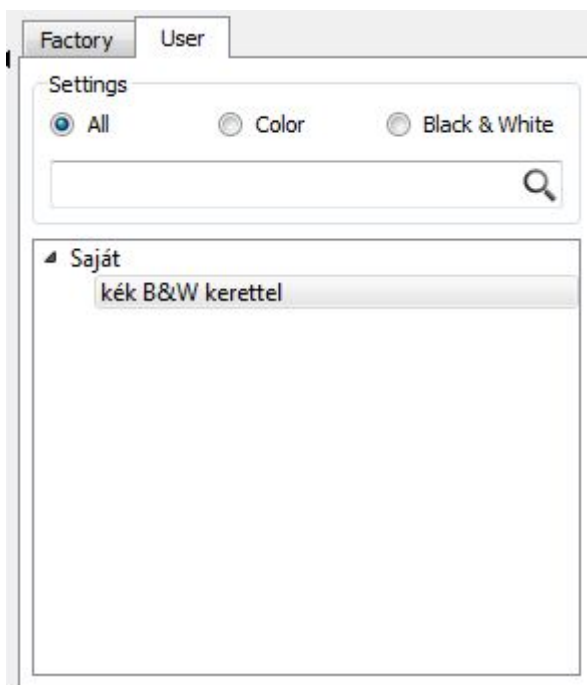 Factory User
Settings
All Color Black & White
Saját
kék B&W kerettel